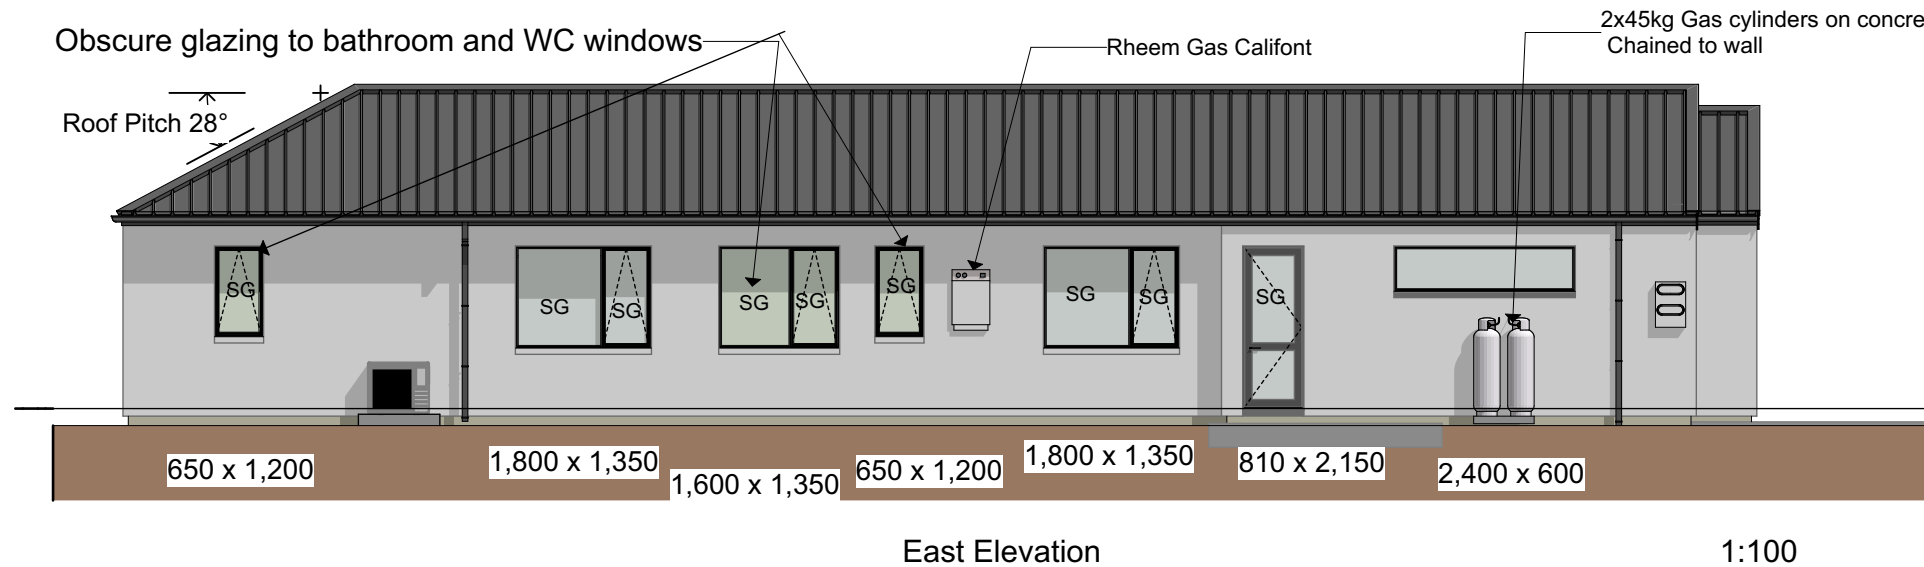 2x45kg Gas cylinders on concre
Chained to wall
Obscure glazing to bathroom and WC windows
Rheem Gas Califont
Roof Pitch 28°
SG
SG
SG
SG
SG
SG
SG
SG
SG
650 x 1,200
1,800 x 1,350
1,600 x 1,350
650 x 1,200
1,800 x 1,350
810 x 2,150
2,400 x 600
East Elevation
1:100